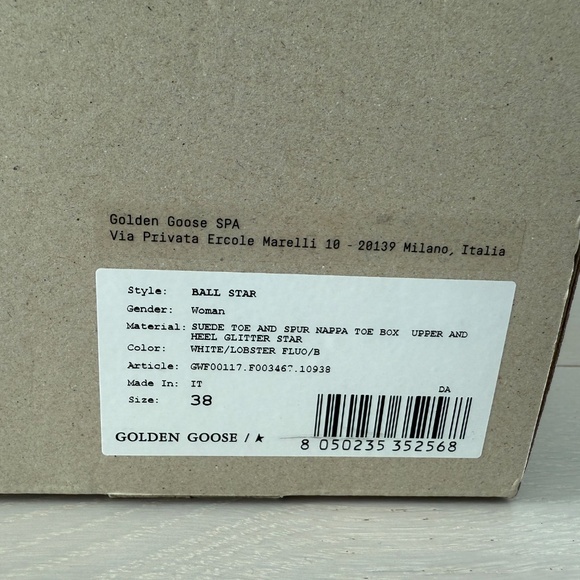 Golden Goose SPA
Via Privata Ercole Marelli 10 - 20139 Milano, Italia
Style: BALL STAR
Gender: Woman
Material: SUEDE TOE AND SPUR NAPPA TOE BOX UPPER AND
HEEL GLITTER STAR
Color: WHITE/LOBSTER FLUO/B
Article: GWF00117.F003467.10938
Made In: IT
DA
Size: 38
GOLDEN GOOSE / ★
8 050235 352568